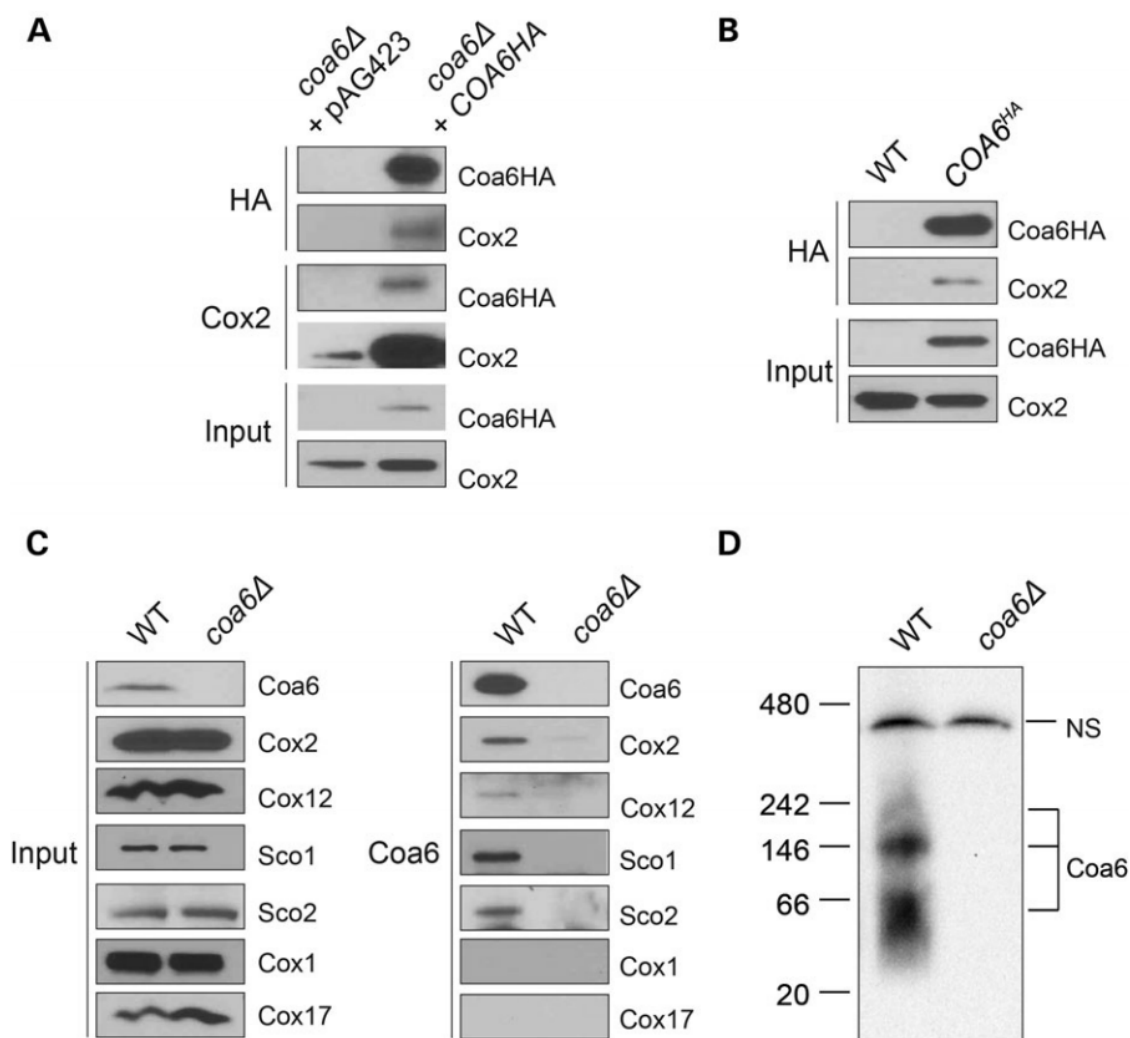 A
coa6Δ
+ pAG423
coa6Δ
+ COA6HA
HA
Coa6HA
Cox2
Cox2
Coa6HA
Cox2
Input
Coa6HA
Cox2
B
WT
COA6HA
HA
Coa6HA
Cox2
Input
Coa6HA
Cox2
C
WT
coa6Δ
Input
Coa6
Cox2
Cox12
Sco1
Sco2
Cox1
Cox17
WT
coa6Δ
Coa6
Coa6
Cox2
Cox12
Sco1
Sco2
Cox1
Cox17
D
WT
coa6Δ
480
242
146
66
20
NS
Coa6